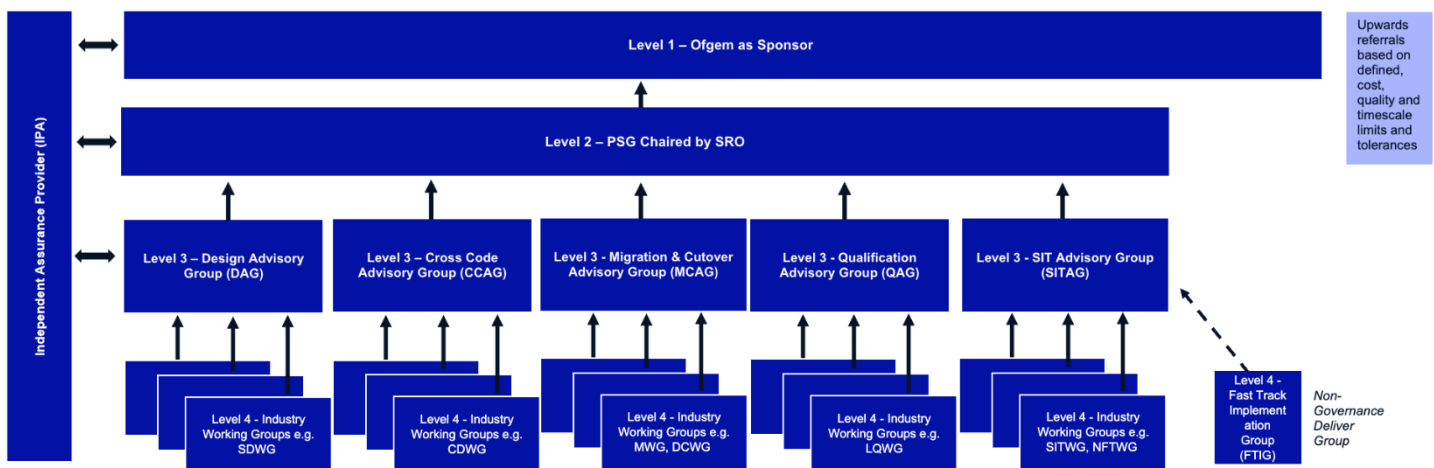 Independent Assurance Provider (IPA)
Level 1 – Ofgem as Sponsor
Upwards
referrals
based on
defined,
cost,
quality and
timescale
limits and
tolerances
Level 2 – PSG Chaired by SRO
Level 3 – Design Advisory
Group (DAG)
Level 3 – Cross Code
Advisory Group (CCAG)
Level 3 - Migration & Cutover
Advisory Group (MCAG)
Level 3 - Qualification
Advisory Group (QAG)
Level 3 - SIT Advisory Group
(SITAG)
Level 4 - Industry
Working Groups e.g.
SDWG
Level 4 - Industry
Working Groups e.g.
CDWG
Level 4 - Industry
Working Groups e.g.
MWG, DCWG
Level 4 - Industry
Working Groups e.g.
LQWG
Level 4 - Industry
Working Groups e.g.
SITWG, NFTWG
Level 4 -
Fast Track
Implement
ation
Group
(FTIG)
Non-
Governance
Deliver
Group